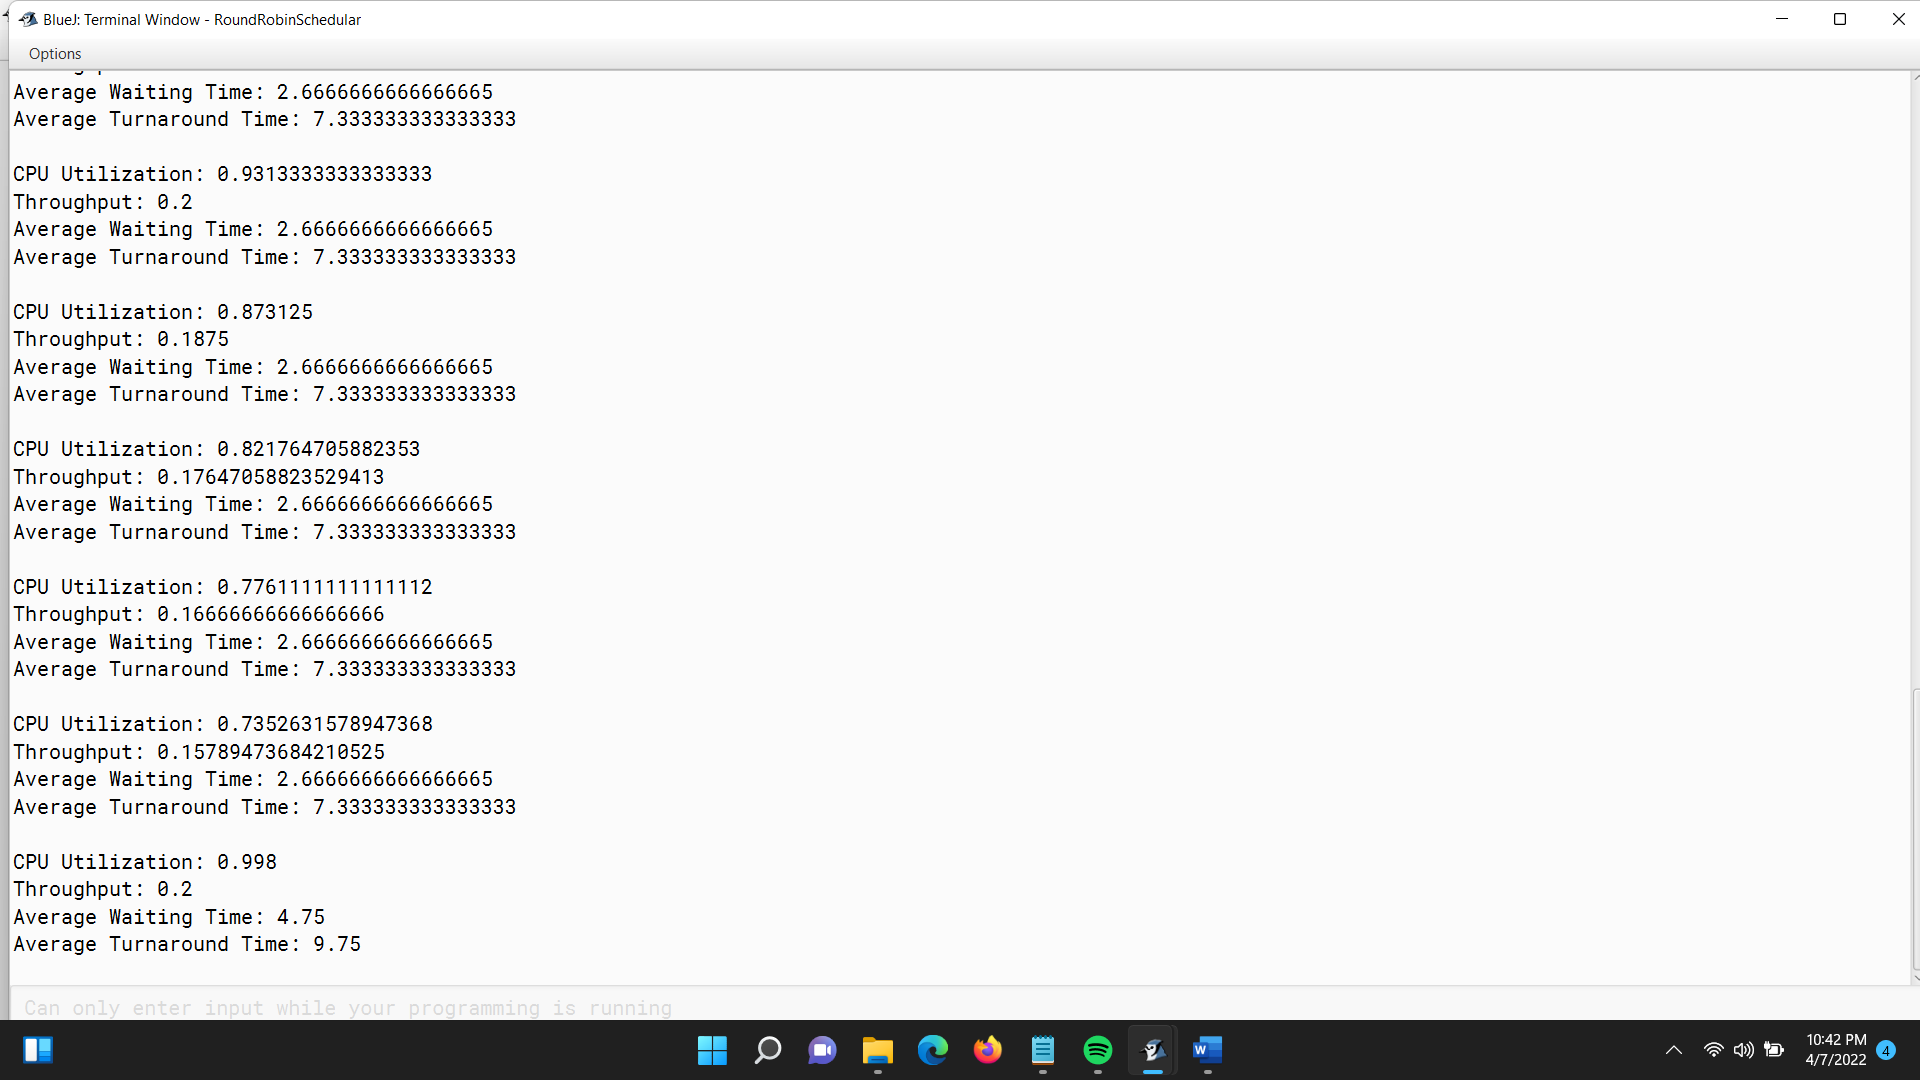 BlueJ: Terminal Window - RoundRobinSchedular
Options
Average Waiting Time: 2.6666666666666665
Average Turnaround Time: 7.333333333333333
CPU Utilization: 0.9313333333333333
Throughput: 0.2
Average Waiting Time: 2.6666666666666665
Average Turnaround Time: 7.333333333333333
CPU Utilization: 0.873125
Throughput: 0.1875
Average Waiting Time: 2.6666666666666665
Average Turnaround Time: 7.333333333333333
CPU Utilization: 0.821764705882353
Throughput: 0.17647058823529413
Average Waiting Time: 2.6666666666666665
Average Turnaround Time: 7.333333333333333
CPU Utilization: 0.7761111111111112
Throughput: 0.16666666666666666
Average Waiting Time: 2.6666666666666665
Average Turnaround Time: 7.333333333333333
CPU Utilization: 0.7352631578947368
Throughput: 0.15789473684210525
Average Waiting Time: 2.6666666666666665
Average Turnaround Time: 7.333333333333333
CPU Utilization: 0.998
Throughput: 0.2
Average Waiting Time: 4.75
Average Turnaround Time: 9.75
Can only enter input while your programming is running
W
10:42 PM
4/7/2022
4